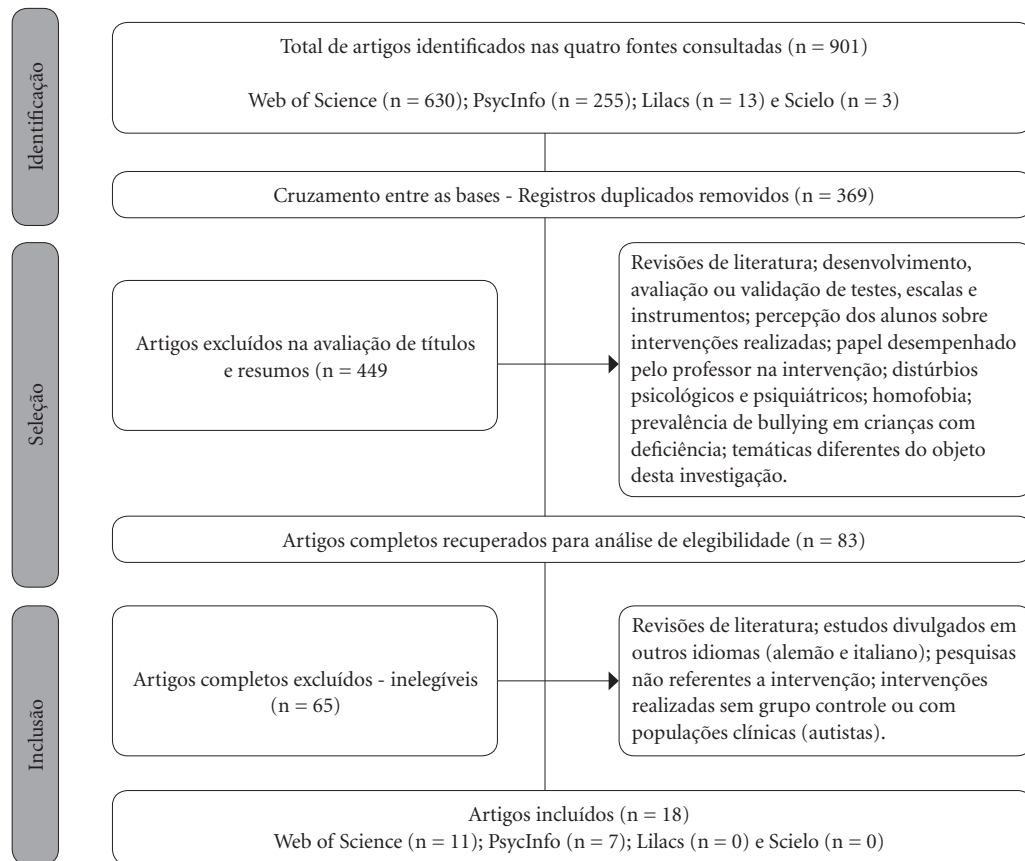 Identificação
Total de artigos identificados nas quatro fontes consultadas (n = 901)
Web of Science (n = 630); PsycInfo (n = 255); Lilacs (n = 13) e Scielo (n = 3)
Cruzamento entre as bases - Registros duplicados removidos (n = 369)
Seleção
Artigos excluídos na avaliação de títulos
e resumos (n = 449
Revisões de literatura; desenvolvimento,
avaliação ou validação de testes, escalas e
instrumentos; percepção dos alunos sobre
intervenções realizadas; papel desempenhado
pelo professor na intervenção; distúrbios
psicológicos e psiquiátricos; homofobia;
prevalência de bullying em crianças com
deficiência; temáticas diferentes do objeto
desta investigação.
Artigos completos recuperados para análise de elegibilidade (n = 83)
Inclusão
Artigos completos excluídos - inelegíveis
(n = 65)
Revisões de literatura; estudos divulgados em
outros idiomas (alemão e italiano); pesquisas
não referentes a intervenção; intervenções
realizadas sem grupo controle ou com
populações clínicas (autistas).
Artigos incluídos (n = 18)
Web of Science (n = 11); PsycInfo (n = 7); Lilacs (n = 0) e Scielo (n = 0)